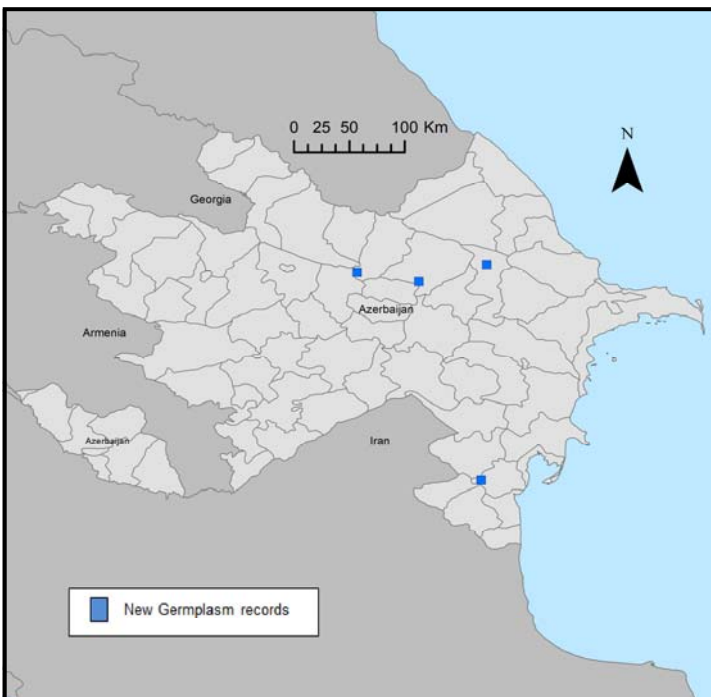 0 25 50 100 Km
N
Georgia
Azerbaijan
Armenia
Iran
Azerbaijan
New Germplasm records